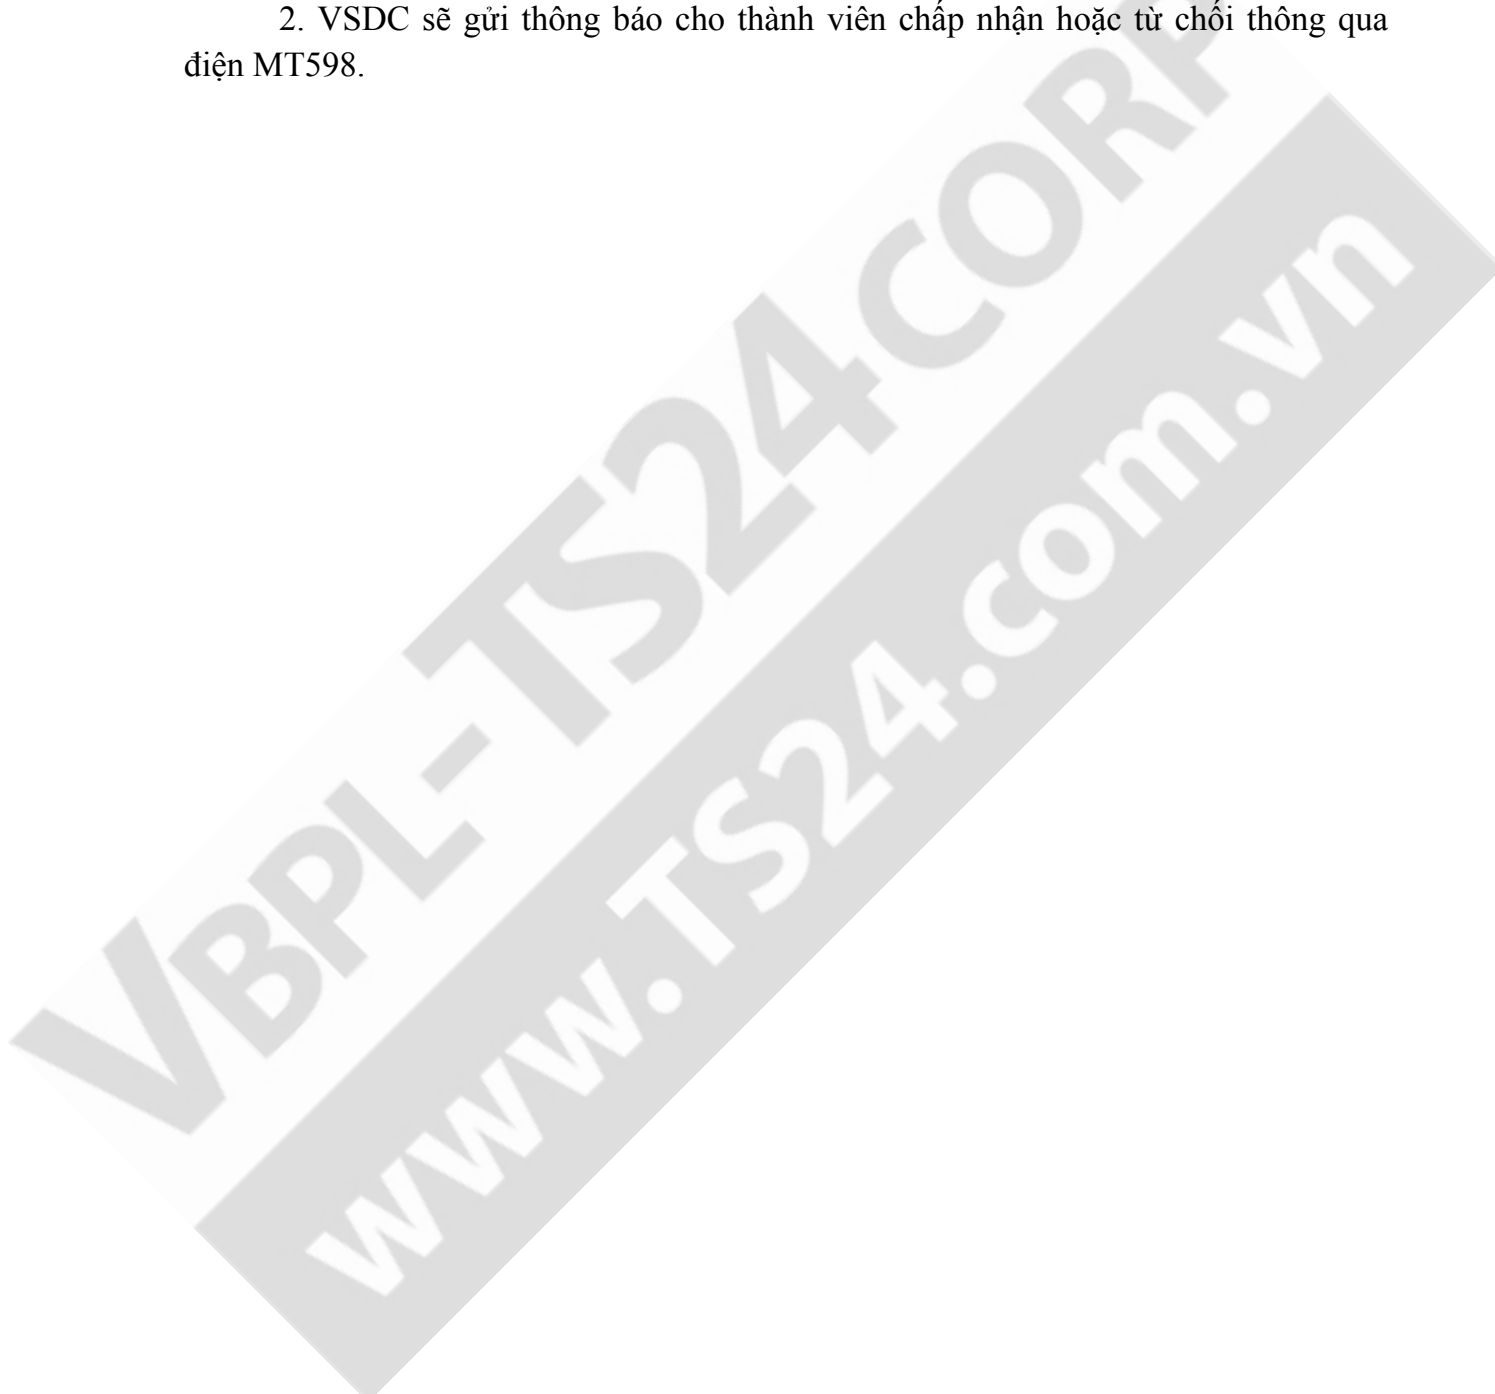 2. VSDC sẽ gửi thông báo cho thành viên chấp nhận hoặc từ chối thông qua
điện MT598.
VBPL-TS24CORP
www.TS24.com.vn